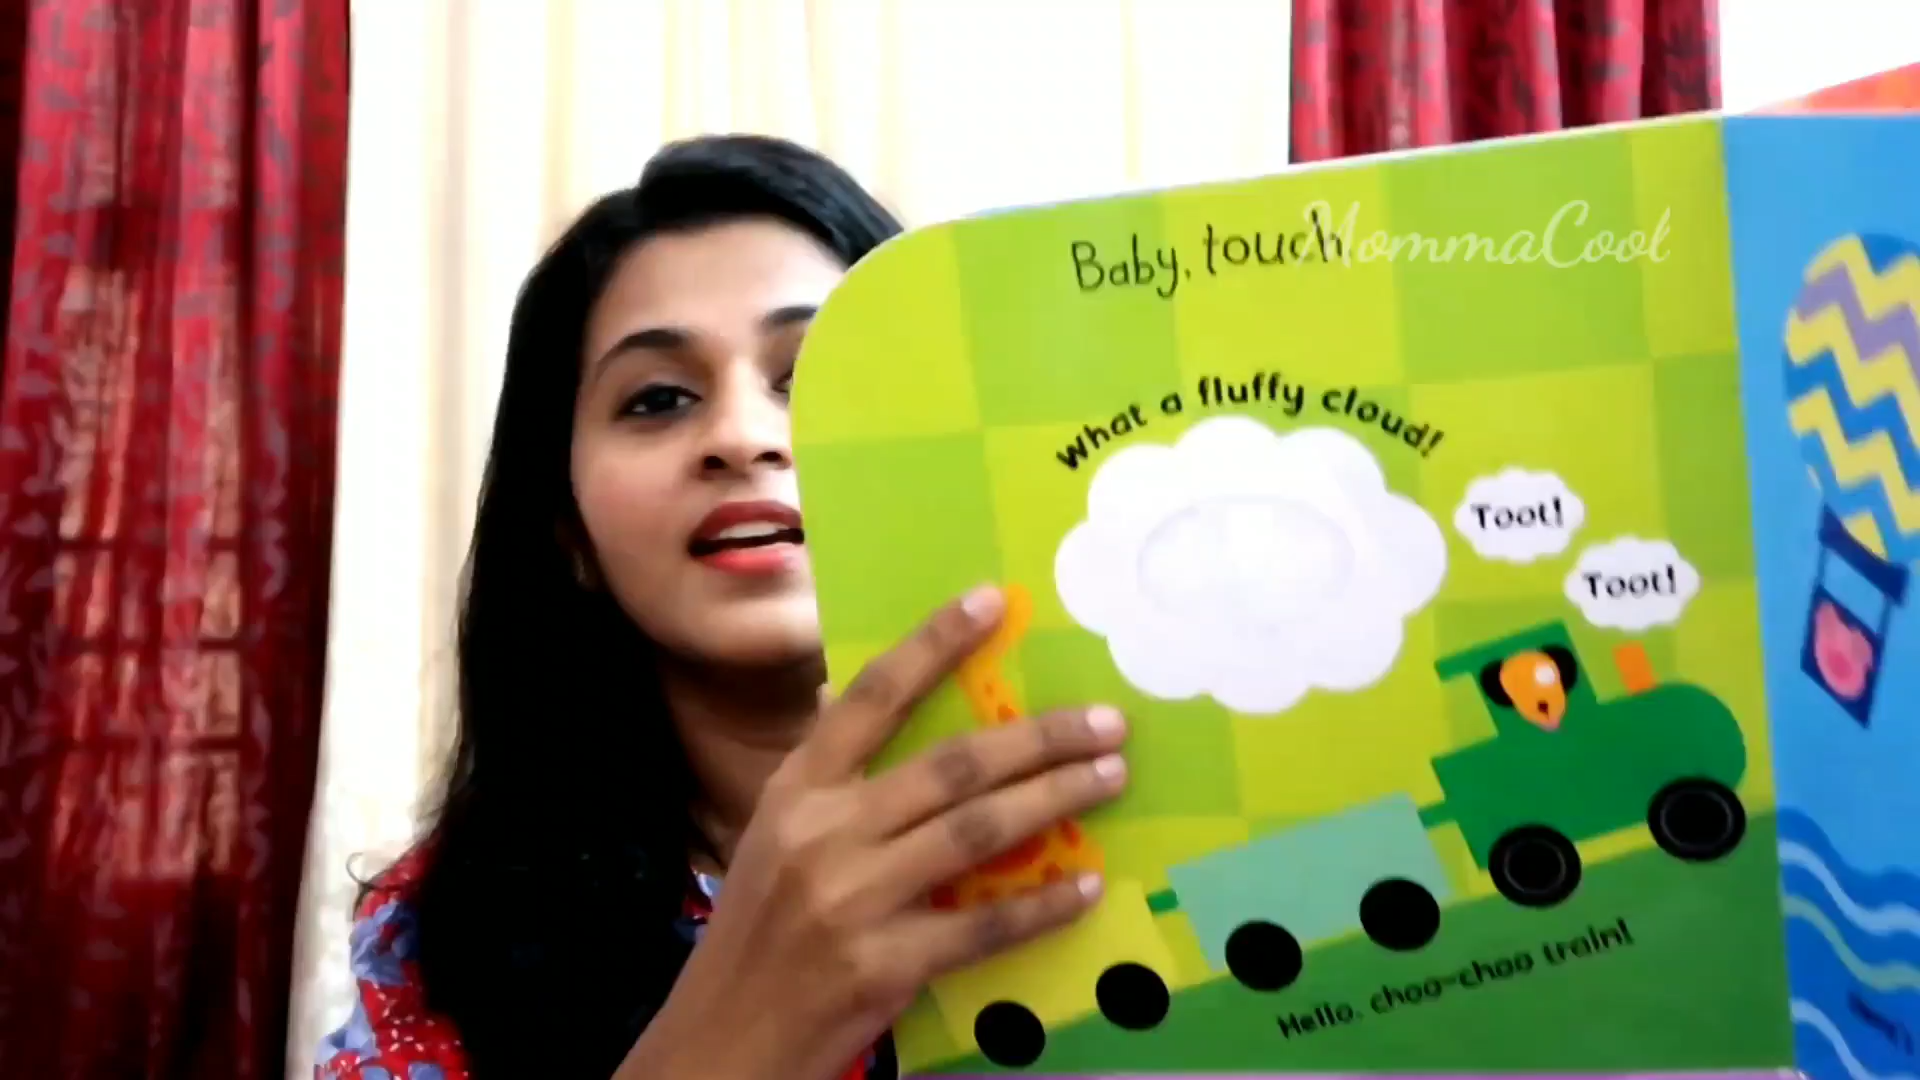 Baby, touch
MommaCool
What a fluffy cloud!
Toot!
Toot!
Hello, choo-choo train!